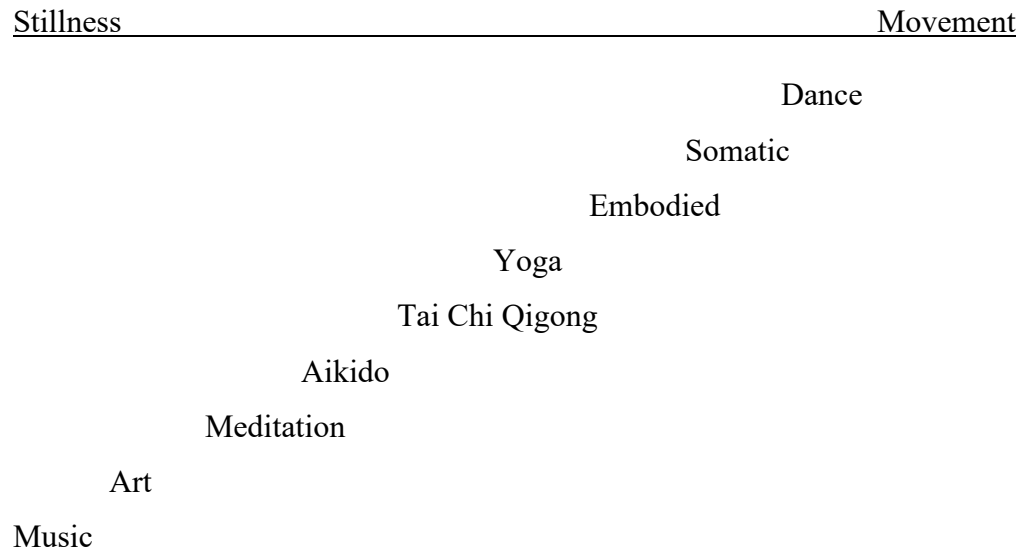 Stillness Movement
Dance
Somatic
Embodied
Yoga
Tai Chi Qigong
Aikido
Meditation
Art
Music